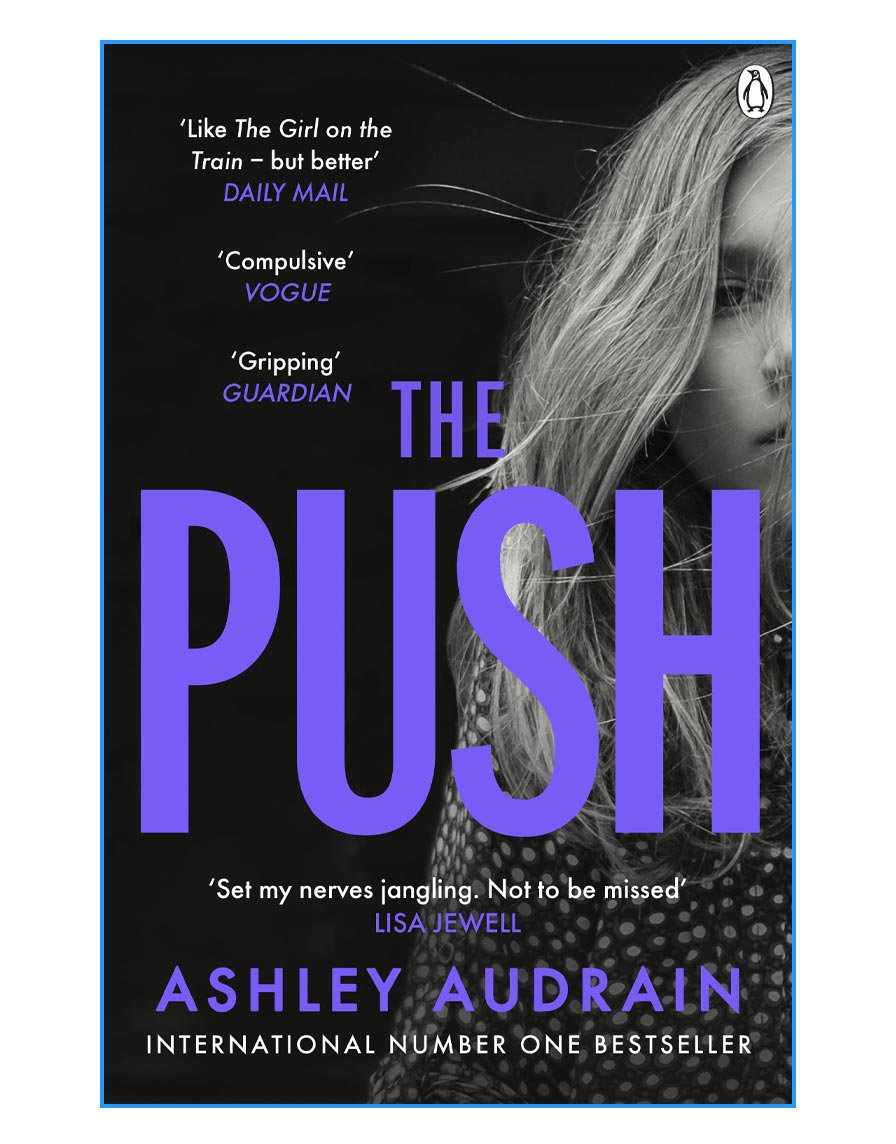 ‘Like The Girl on the
Train – but better’
DAILY MAIL
‘Compulsive’
VOGUE
‘Gripping’
GUARDIAN
THE
PUSH
‘Set my nerves jangling. Not to be missed’
LISA JEWELL
ASHLEY AUDRAIN
INTERNATIONAL NUMBER ONE BESTSELLER